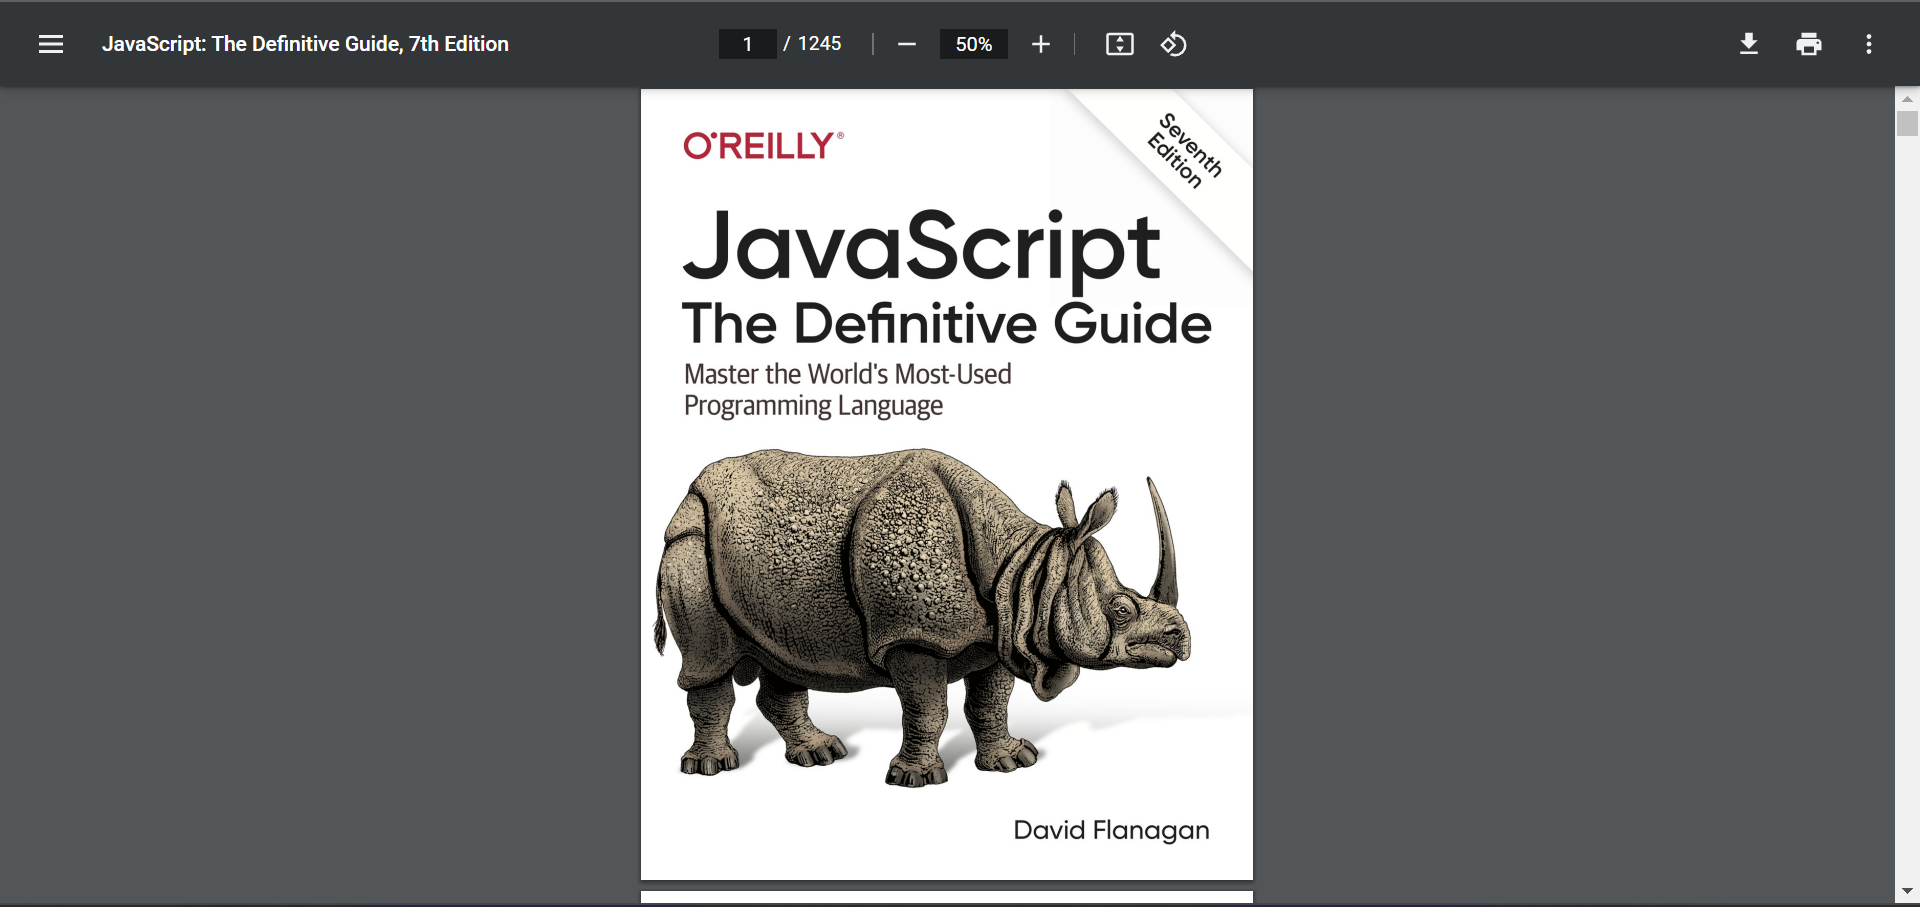 JavaScript: The Definitive Guide, 7th Edition
1 / 1245
50%
O'REILLY®
Seventh
Edition
JavaScript
The Definitive Guide
Master the World's Most-Used
Programming Language
David Flanagan